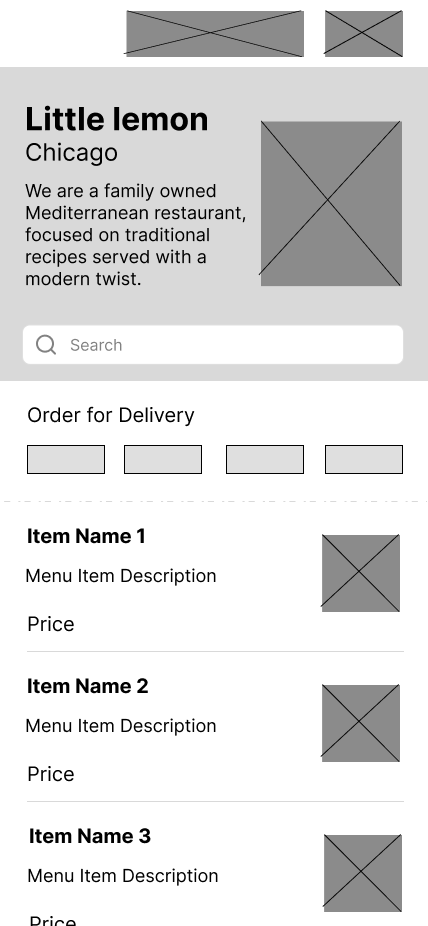 Little lemon
Chicago
We are a family owned
Mediterranean restaurant,
focused on traditional
recipes served with a
modern twist.
Search
Order for Delivery
Item Name 1
Menu Item Description
Price
Item Name 2
Menu Item Description
Price
Item Name 3
Menu Item Description
Price